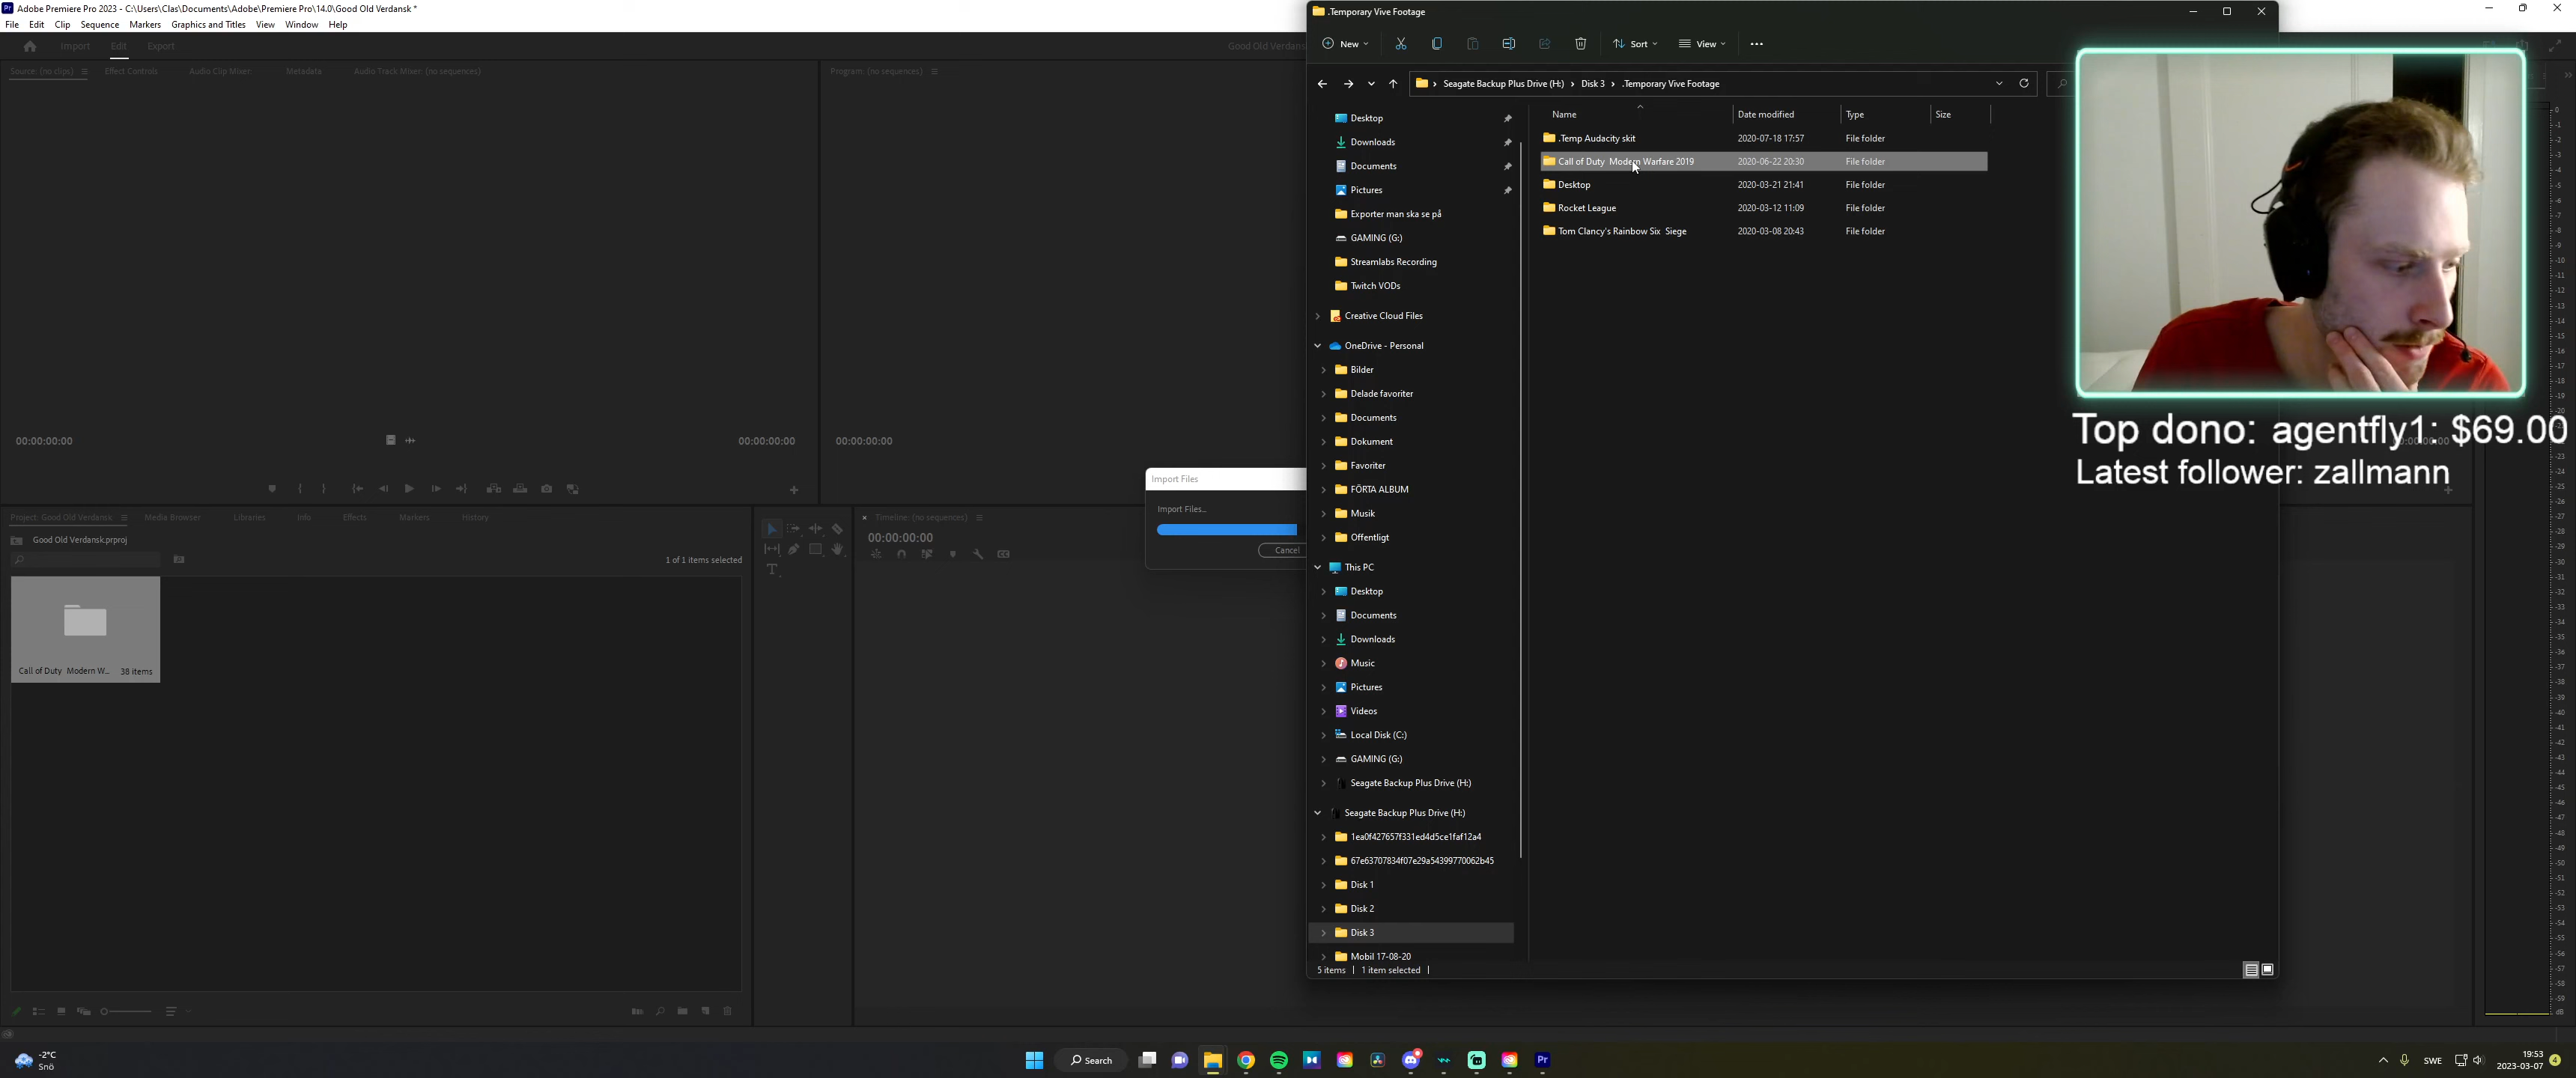 Adobe Premiere Pro 2023 - C:\Users\Clas\Documents\Adobe\Premiere Pro\14.0\Good Old Verdansk *
File Edit Clip Sequence Markers Graphics and Titles View Window Help
Import Edit Export
Good Old Verdans
Source: (no clips) Effect Controls Audio Clip Mixer Metadata Audio Track Mixer: (no sequences)
Program: (no sequences)
00:00:00:00
00:00:00:00
00:00:00:00
Import Files
Import Files...
Cancel
Project: Good Old Verdansk Media Browser Libraries Info Effects Markers History
Good Old Verdansk.prproj
1 of 1 items selected
Call of Duty Modern W... 38 items
Timeline: (no sequences)
00:00:00:00
.Temporary Vive Footage
New Sort View
Seagate Backup Plus Drive (H:) > Disk 3 > .Temporary Vive Footage
Name Date modified Type Size
.Temp Audacity skit 2020-07-18 17:57 File folder
Call of Duty Modern Warfare 2019 2020-06-22 20:30 File folder
Desktop 2020-03-21 21:41 File folder
Rocket League 2020-03-12 11:09 File folder
Tom Clancy's Rainbow Six Siege 2020-03-08 20:43 File folder
Desktop
Downloads
Documents
Pictures
Exporter man ska se på
GAMING (G:)
Streamlabs Recording
Twitch VODs
Creative Cloud Files
OneDrive - Personal
Bilder
Delade favoriter
Documents
Dokument
Favoriter
FÖRTA ALBUM
Musik
Offentligt
This PC
Desktop
Documents
Downloads
Music
Pictures
Videos
Local Disk (C:)
GAMING (G:)
Seagate Backup Plus Drive (H:)
Seagate Backup Plus Drive (H:)
1ea0f427657f331ed4d5ce1faf12a4
67e63707834f07e29a54399770062b45
Disk 1
Disk 2
Disk 3
Mobil 17-08-20
5 items 1 item selected
Top dono: agentfly1: $69.00
Latest follower: zallmann
-2°C
Snö
Search
SWE
19:53
2023-03-07
4